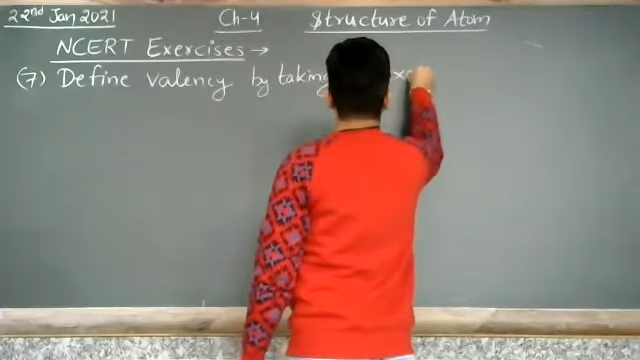 22nd Jan 2021 Ch-4 Structure of Atom
NCERT Exercises →
(7) Define valency by taking